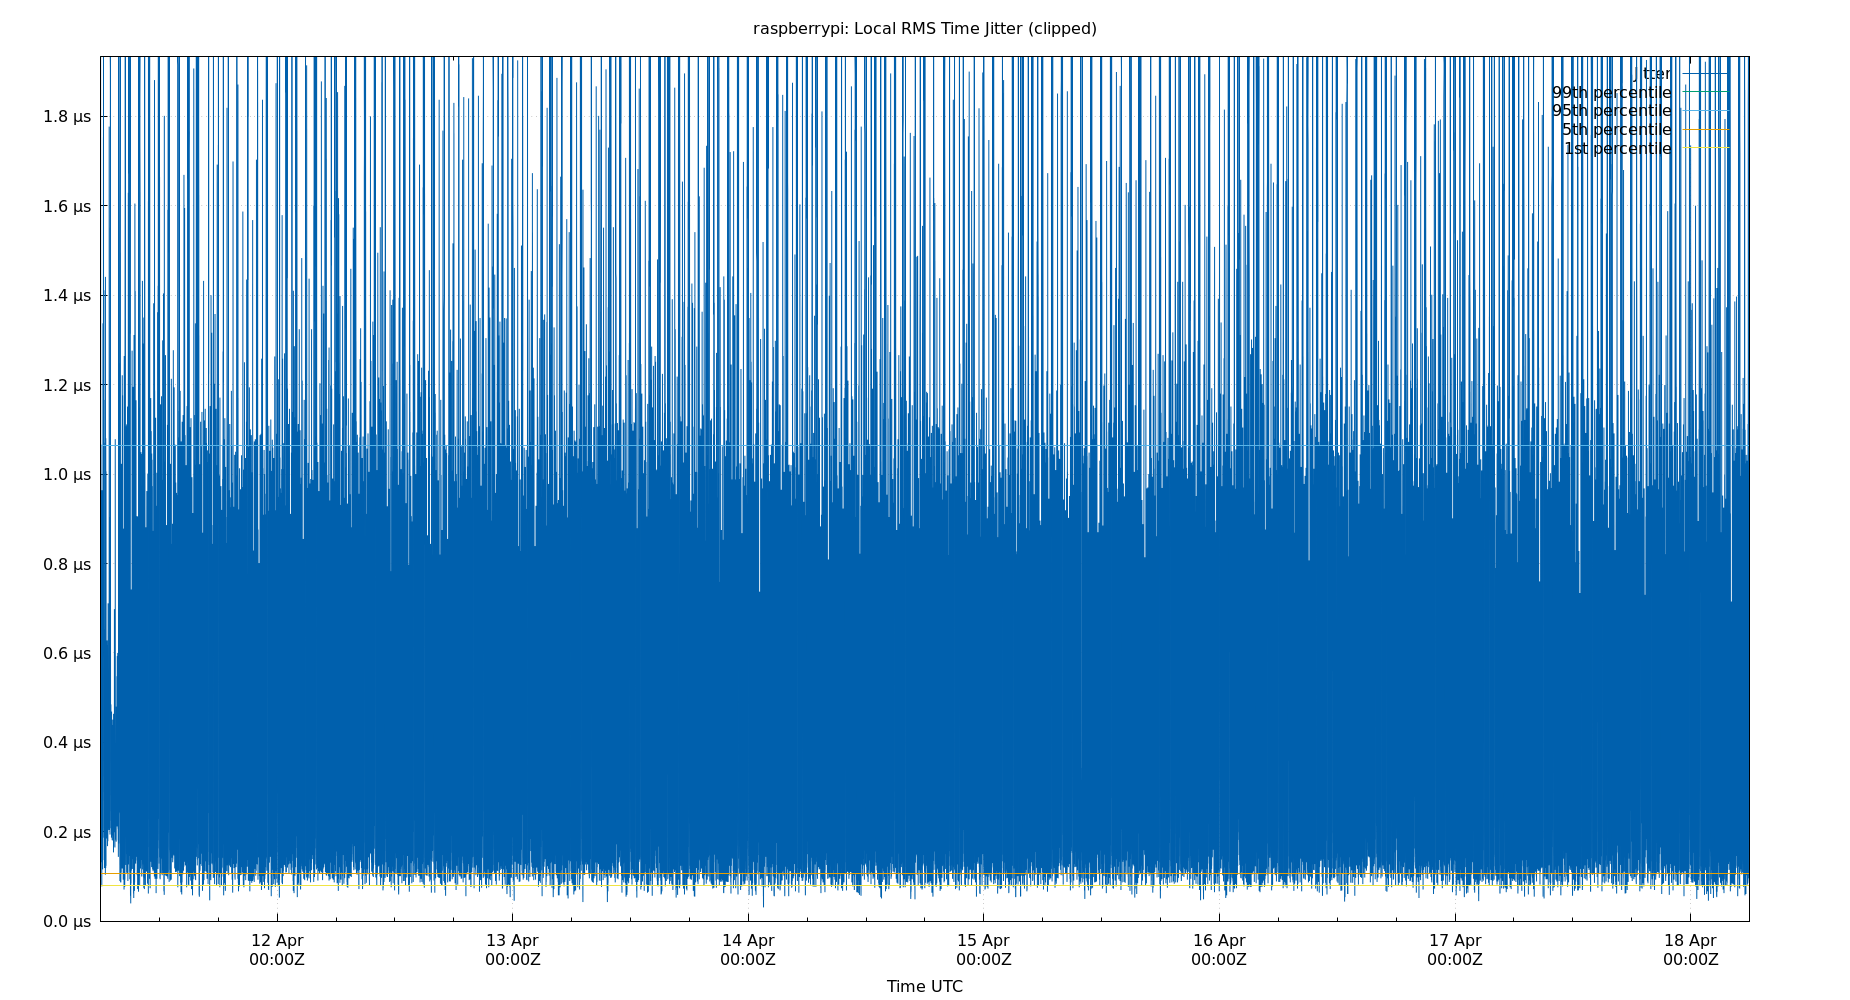 raspberrypi: Local RMS Time Jitter (clipped)
Jitter
99th percentile
95th percentile
5th percentile
1st percentile
1.8 µs
1.6 µs
1.4 µs
1.2 µs
1.0 µs
0.8 µs
0.6 µs
0.4 µs
0.2 µs
0.0 µs
12 Apr 13 Apr 14 Apr 15 Apr 16 Apr 17 Apr 18 Apr
00:00Z 00:00Z 00:00Z 00:00Z 00:00Z 00:00Z 00:00Z
Time UTC